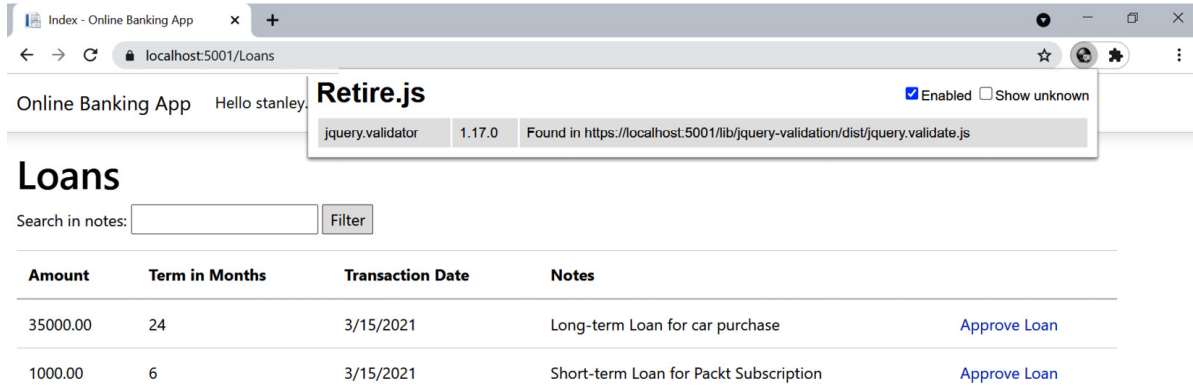 Index - Online Banking App
localhost:5001/Loans
Online Banking App Hello stanley.
Retire.js
Enabled Show unknown
jquery.validator 1.17.0 Found in https://localhost:5001/lib/jquery-validation/dist/jquery.validate.js
Loans
Search in notes: Filter
Amount Term in Months Transaction Date Notes
35000.00 24 3/15/2021 Long-term Loan for car purchase Approve Loan
1000.00 6 3/15/2021 Short-term Loan for Packt Subscription Approve Loan